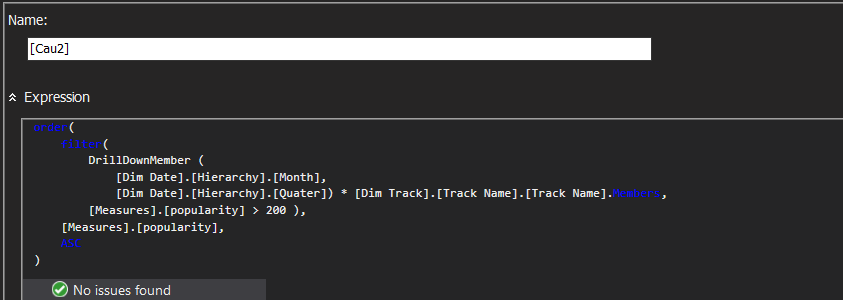 Name:
[Cau2]
Expression
order(
filter(
DrillDownMember (
[Dim Date].[Hierarchy].[Month],
[Dim Date].[Hierarchy].[Quater]) * [Dim Track].[Track Name].[Track Name].Members,
[Measures].[popularity] > 200 ),
[Measures].[popularity],
ASC
)
No issues found